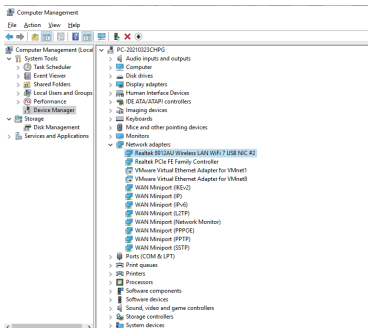 Computer Management
File Action View Help
Computer Management (Local
System Tools
Task Scheduler
Event Viewer
Shared Folders
Local Users and Groups
Performance
Device Manager
Storage
Disk Management
Services and Applications
PC-20210323CHPG
Audio inputs and outputs
Computer
Disk drives
Display adapters
Human Interface Devices
IDE ATA/ATAPI controllers
Imaging devices
Keyboards
Mice and other pointing devices
Monitors
Network adapters
Realtek 8912AU Wireless LAN WiFi 7 USB NIC #2
Realtek PCIe FE Family Controller
VMware Virtual Ethernet Adapter for VMnet1
VMware Virtual Ethernet Adapter for VMnet8
WAN Miniport (IKEv2)
WAN Miniport (IP)
WAN Miniport (IPv6)
WAN Miniport (L2TP)
WAN Miniport (Network Monitor)
WAN Miniport (PPPOE)
WAN Miniport (PPTP)
WAN Miniport (SSTP)
Ports (COM & LPT)
Print queues
Printers
Processors
Software components
Software devices
Sound, video and game controllers
Storage controllers
System devices